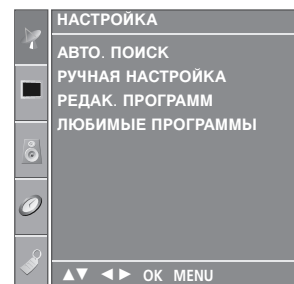 НАСТРОЙКА
АВТО. ПОИСК
РУЧНАЯ НАСТРОЙКА
РЕДАК. ПРОГРАММ
ЛЮБИМЫЕ ПРОГРАММЫ
▲▼ ◄► OK MENU